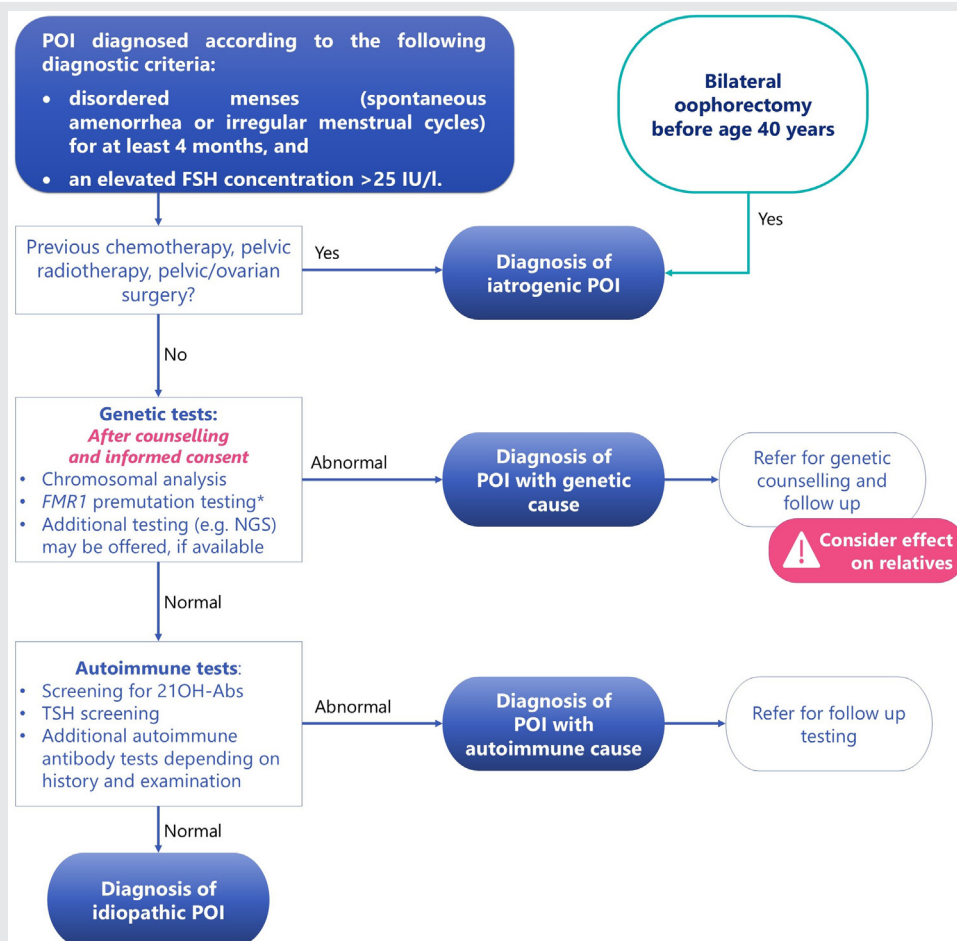 POI diagnosed according to the following
diagnostic criteria:
• disordered menses (spontaneous
amenorrhea or irregular menstrual cycles)
for at least 4 months, and
• an elevated FSH concentration >25 IU/l.
Bilateral
oophorectomy
before age 40 years
Yes
Previous chemotherapy, pelvic
radiotherapy, pelvic/ovarian
surgery?
Yes
Diagnosis of
iatrogenic POI
No
Genetic tests:
After counselling
and informed consent
• Chromosomal analysis
• FMR1 premutation testing*
• Additional testing (e.g. NGS)
may be offered, if available
Abnormal
Diagnosis of
POI with genetic
cause
Refer for genetic
counselling and
follow up
Consider effect
on relatives
Normal
Autoimmune tests:
• Screening for 21OH-Abs
• TSH screening
• Additional autoimmune
antibody tests depending on
history and examination
Abnormal
Diagnosis of
POI with
autoimmune cause
Refer for follow up
testing
Normal
Diagnosis of
idiopathic POI